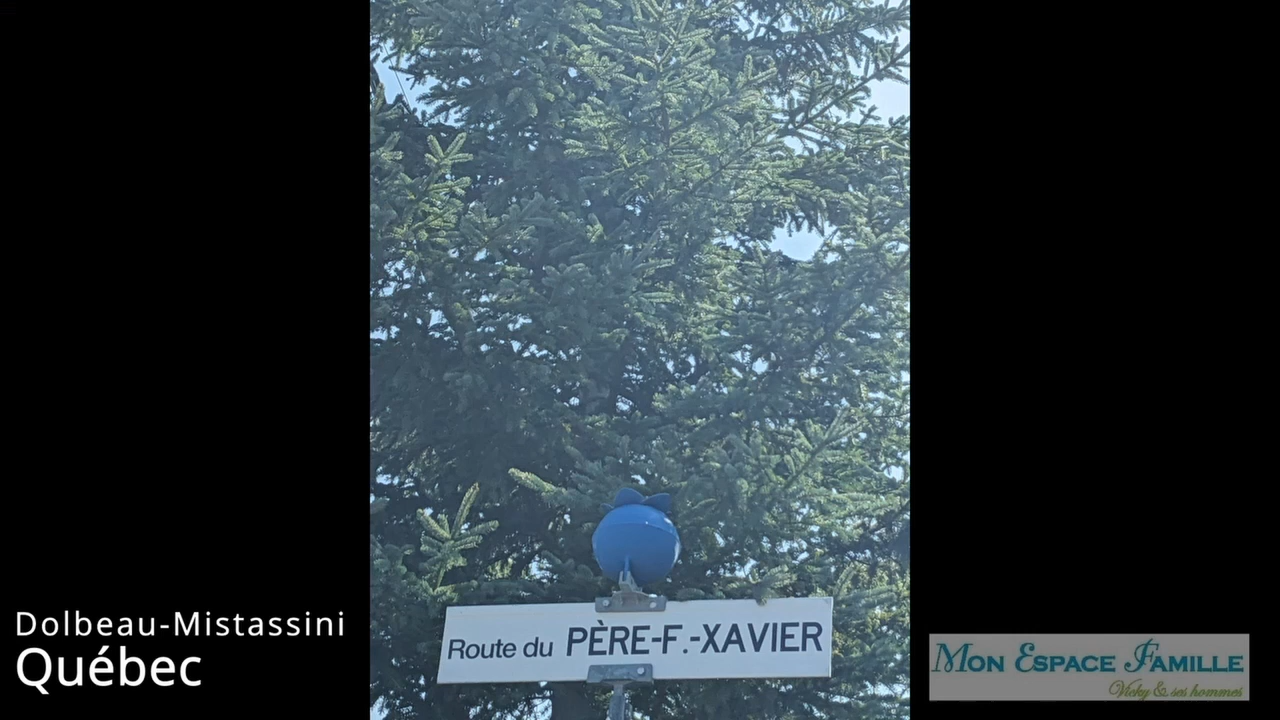 Dolbeau-Mistassini
Québec
Route du PÈRE-F.-XAVIER
MON ESPACE FAMILLE
Vicky & ses hommes